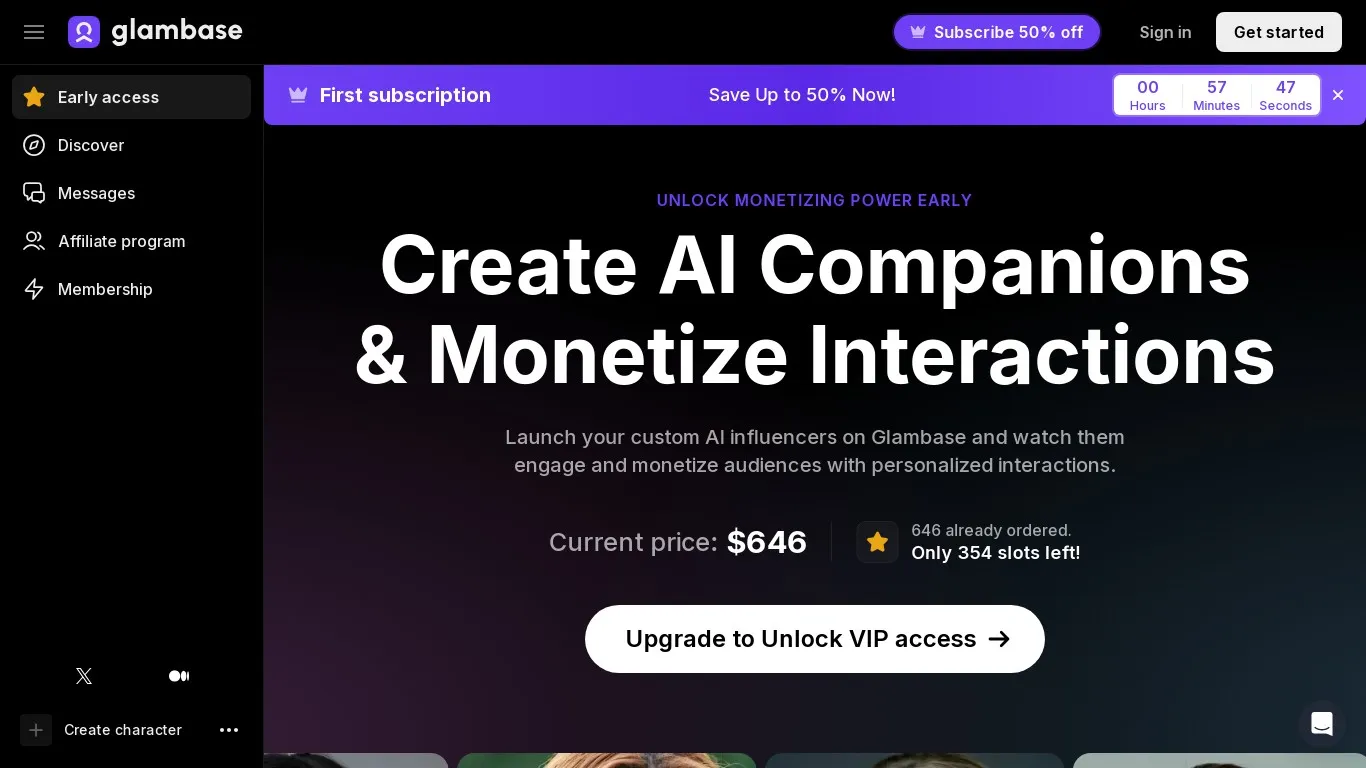 glambase
Subscribe 50% off
Sign in
Get started
Early access
Discover
Messages
Affiliate program
Membership
Create character
First subscription
Save Up to 50% Now!
00 57 47
Hours Minutes Seconds
UNLOCK MONETIZING POWER EARLY
Create AI Companions
& Monetize Interactions
Launch your custom AI influencers on Glambase and watch them
engage and monetize audiences with personalized interactions.
Current price: $646
646 already ordered.
Only 354 slots left!
Upgrade to Unlock VIP access